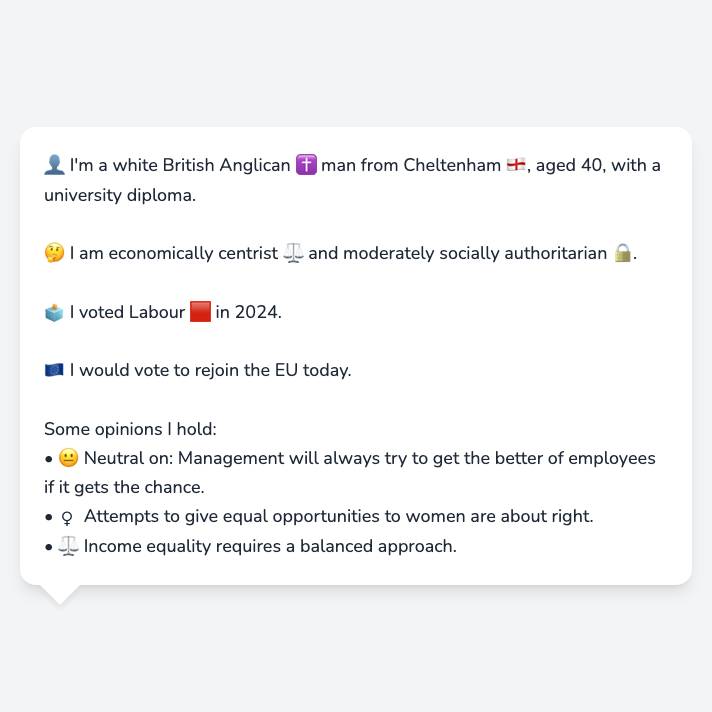 👤 I'm a white British Anglican ✝️ man from Cheltenham 🏴󠁧󠁢󠁥󠁮󠁧󠁿, aged 40, with a
university diploma.
🤔 I am economically centrist ⚖️ and moderately socially authoritarian 🔒.
🗳️ I voted Labour 🟥 in 2024.
🇪🇺 I would vote to rejoin the EU today.
Some opinions I hold:
• 😐 Neutral on: Management will always try to get the better of employees
if it gets the chance.
• ♀ Attempts to give equal opportunities to women are about right.
• ⚖️ Income equality requires a balanced approach.